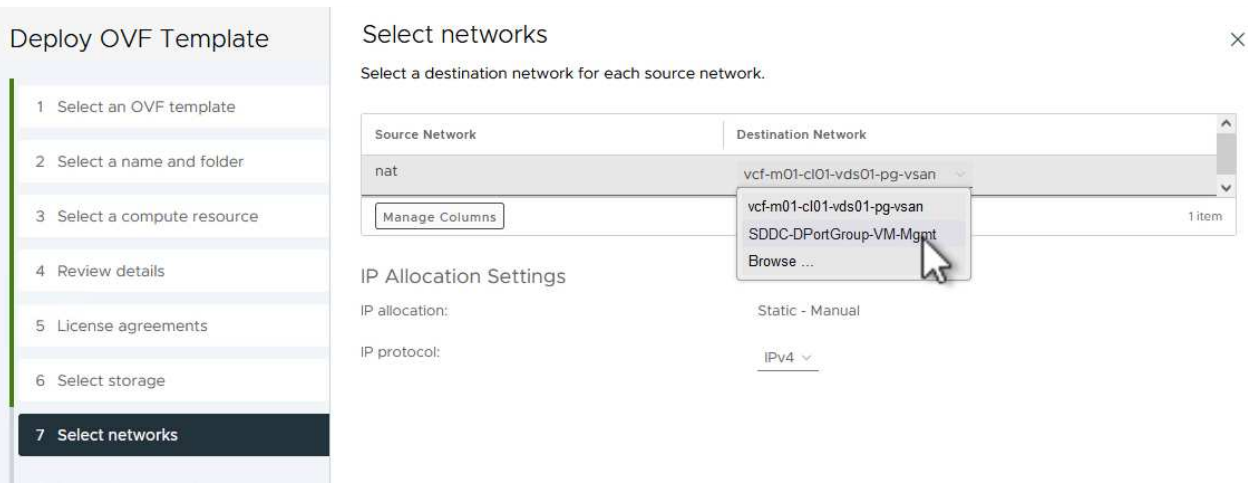 Deploy OVF Template
1 Select an OVF template
2 Select a name and folder
3 Select a compute resource
4 Review details
5 License agreements
6 Select storage
7 Select networks
Select networks
Select a destination network for each source network.
Source Network Destination Network
nat vcf-m01-cl01-vds01-pg-vsan
vcf-m01-cl01-vds01-pg-vsan
SDDC-DPortGroup-VM-Mgmt
Browse ...
Manage Columns 1 item
IP Allocation Settings
IP allocation: Static - Manual
IP protocol: IPv4